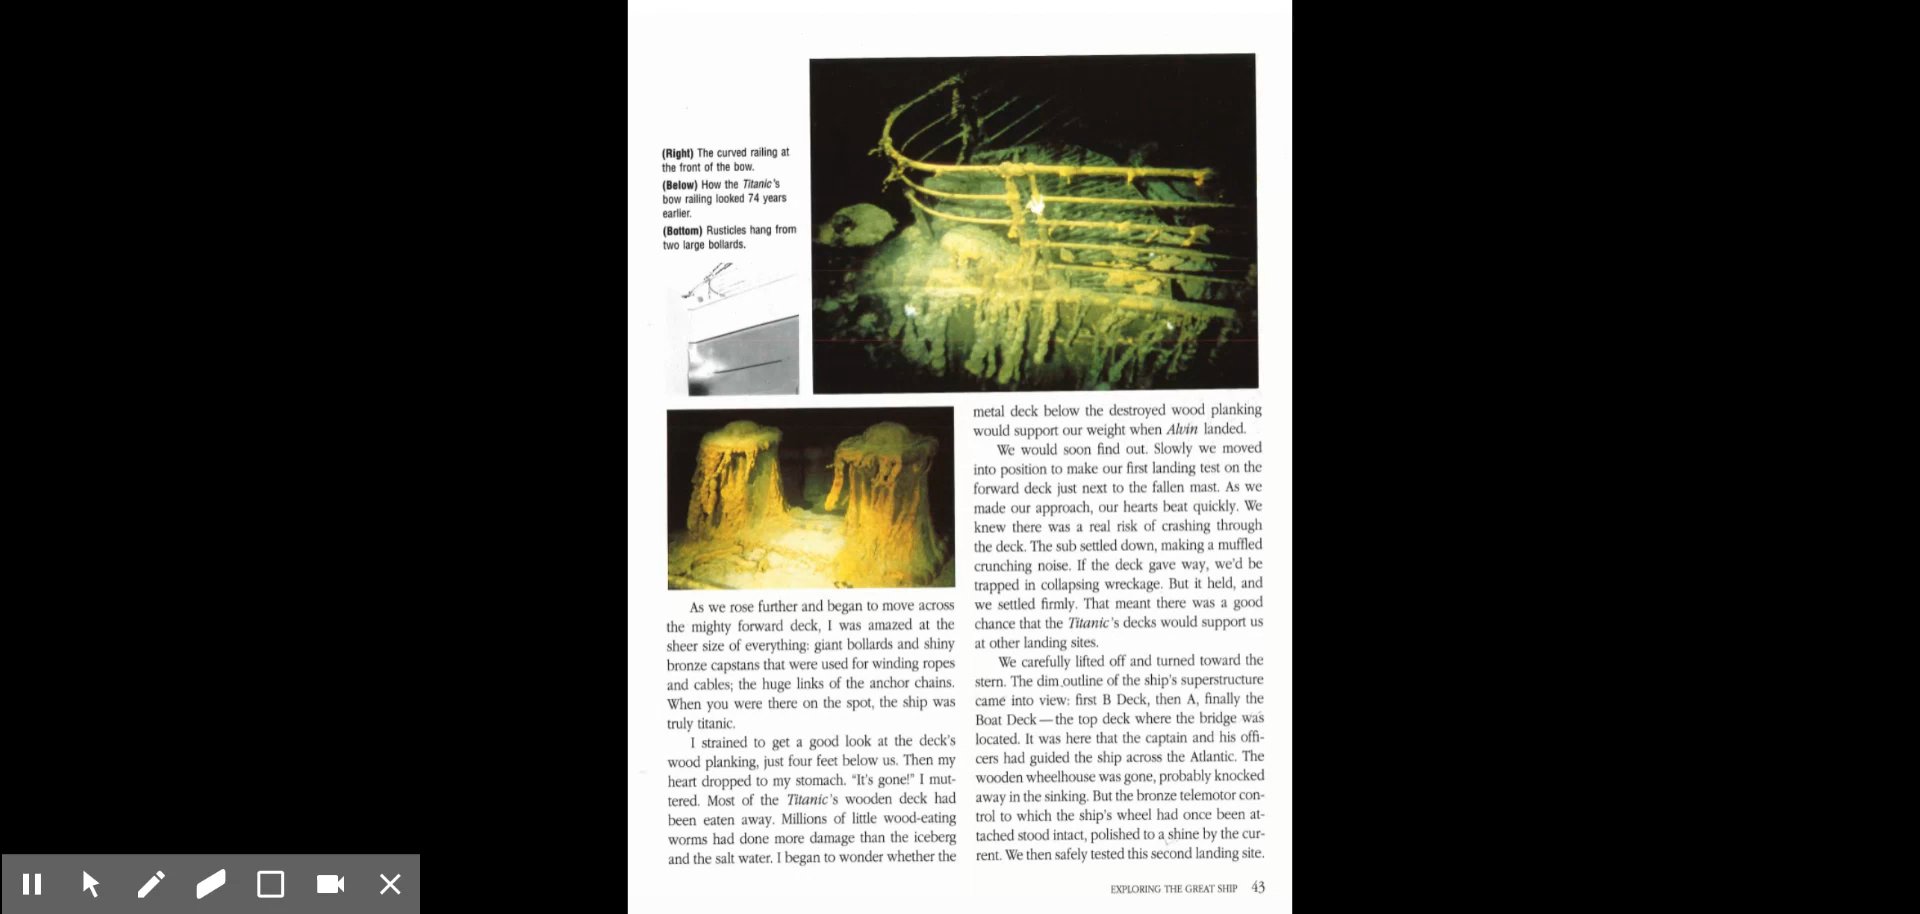 (Right) The curved railing at
the front of the bow.
(Below) How the Titanic's
bow railing looked 74 years
earlier.
(Bottom) Rusticles hang from
two large bollards.
As we rose further and began to move across
the mighty forward deck, I was amazed at the
sheer size of everything: giant bollards and shiny
bronze capstans that were used for winding ropes
and cables; the huge links of the anchor chains.
When you were there on the spot, the ship was
truly titanic.
I strained to get a good look at the deck's
wood planking, just four feet below us. Then my
heart dropped to my stomach. "It's gone!" I mut-
tered. Most of the Titanic's wooden deck had
been eaten away. Millions of little wood-eating
worms had done more damage than the iceberg
and the salt water. I began to wonder whether the
metal deck below the destroyed wood planking
would support our weight when Alvin landed.
We would soon find out. Slowly we moved
into position to make our first landing test on the
forward deck just next to the fallen mast. As we
made our approach, our hearts beat quickly. We
knew there was a real risk of crashing through
the deck. The sub settled down, making a muffled
crunching noise. If the deck gave way, we'd be
trapped in collapsing wreckage. But it held, and
we settled firmly. That meant there was a good
chance that the Titanic's decks would support us
at other landing sites.
We carefully lifted off and turned toward the
stern. The dim outline of the ship's superstructure
came into view: first B Deck, then A, finally the
Boat Deck—the top deck where the bridge was
located. It was here that the captain and his offi-
cers had guided the ship across the Atlantic. The
wooden wheelhouse was gone, probably knocked
away in the sinking. But the bronze telemotor con-
trol to which the ship's wheel had once been at-
tached stood intact, polished to a shine by the cur-
rent. We then safely tested this second landing site.
EXPLORING THE GREAT SHIP 43